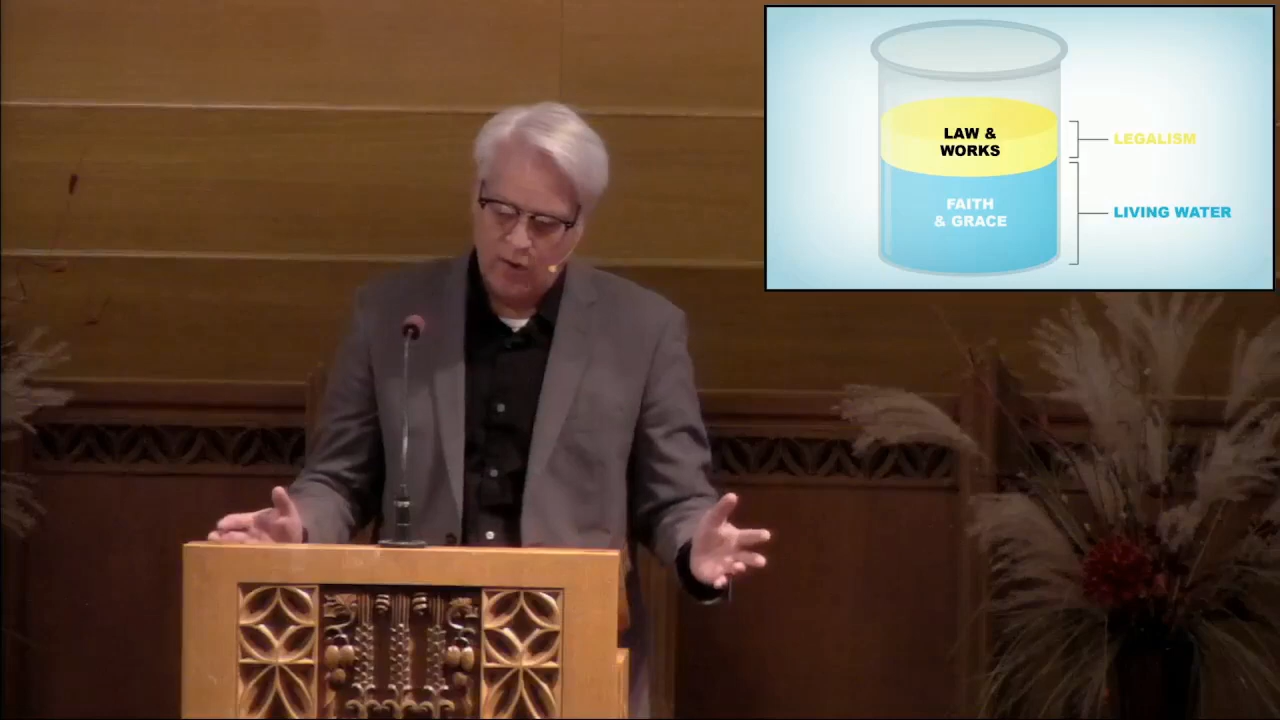 LAW &
WORKS
LEGALISM
FAITH
& GRACE
LIVING WATER